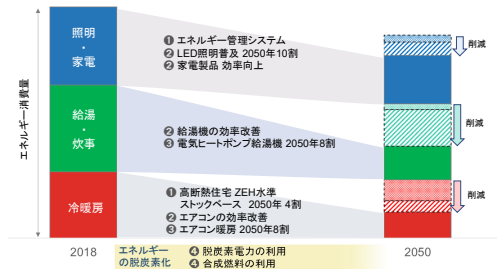 エネルギー消費量
照明
・
家電
給湯
・
炊事
冷暖房
❶ エネルギー管理システム
❷ LED照明普及 2050年10割
❷ 家電製品 効率向上
❷ 給湯機の効率改善
❸ 電気ヒートポンプ給湯機 2050年8割
❶ 高断熱住宅 ZEH水準
ストックベース 2050年 4割
❷ エアコンの効率改善
❸ エアコン暖房 2050年8割
削減
削減
削減
2018
2050
エネルギー
の脱炭素化
❹ 脱炭素電力の利用
❹ 合成燃料の利用